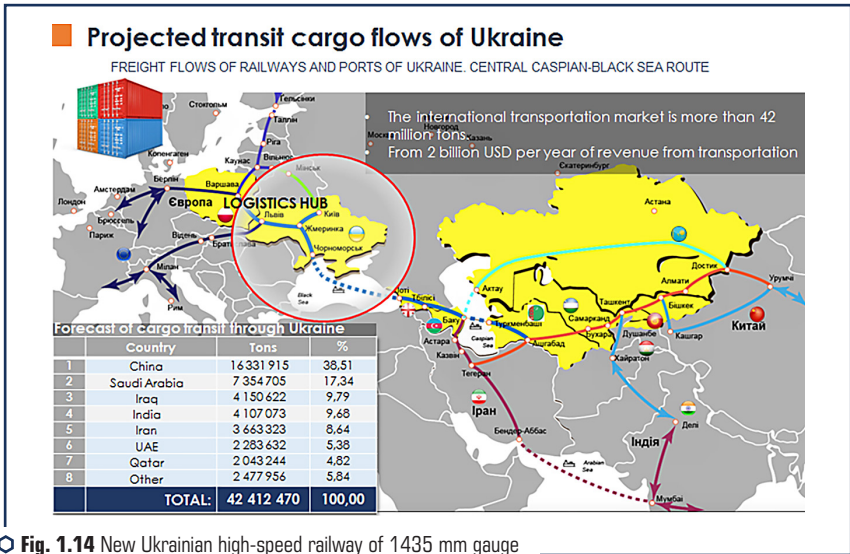 Projected transit cargo flows of Ukraine
FREIGHT FLOWS OF RAILWAYS AND PORTS OF UKRAINE. CENTRAL CASPIAN-BLACK SEA ROUTE
The international transportation market is more than 42
million tons.
From 2 billion USD per year of revenue from transportation
Гельсінки
Стокгольм
Таллін
Рига
Новгород
Казань
Москва
Копенгаген
Каунас
Вільнюс
Мінськ
Єкатеринбург
Берлін
Варшава
Амстердам
Лондон
Європа
LOGISTICS HUB
Астана
Львів
Київ
Брюссель
Жмеринка
Париж
Відень
Братислава
Чорноморськ
Достик
Мілан
Алмати
Урумчі
Black
Sea
Поті
Тбілісі
Актау
Ташкент
Бішкек
Рим
Баку
Туркменбаши
Самарканд
Китай
Астара
Caspian
Sea
Бухара
Душанбе
Кашгар
Казвін
Ашгабад
Хайратон
Тегеран
Іран
Делі
Бендер-Аббас
Індія
Arabian
Sea
Мумбаї
Forecast of cargo transit through Ukraine
Country Tons %
1 China 16 331 915 38,51
2 Saudi Arabia 7 354 705 17,34
3 Iraq 4 150 622 9.79
4 India 4 107 073 9,68
5 Iran 3 663 323 8,64
6 UAE 2 283 632 5,38
7 Qatar 2 043 244 4,82
8 Other 2 477 956 5,84
TOTAL: 42 412 470 100,00
Fig. 1.14 New Ukrainian high-speed railway of 1435 mm gauge